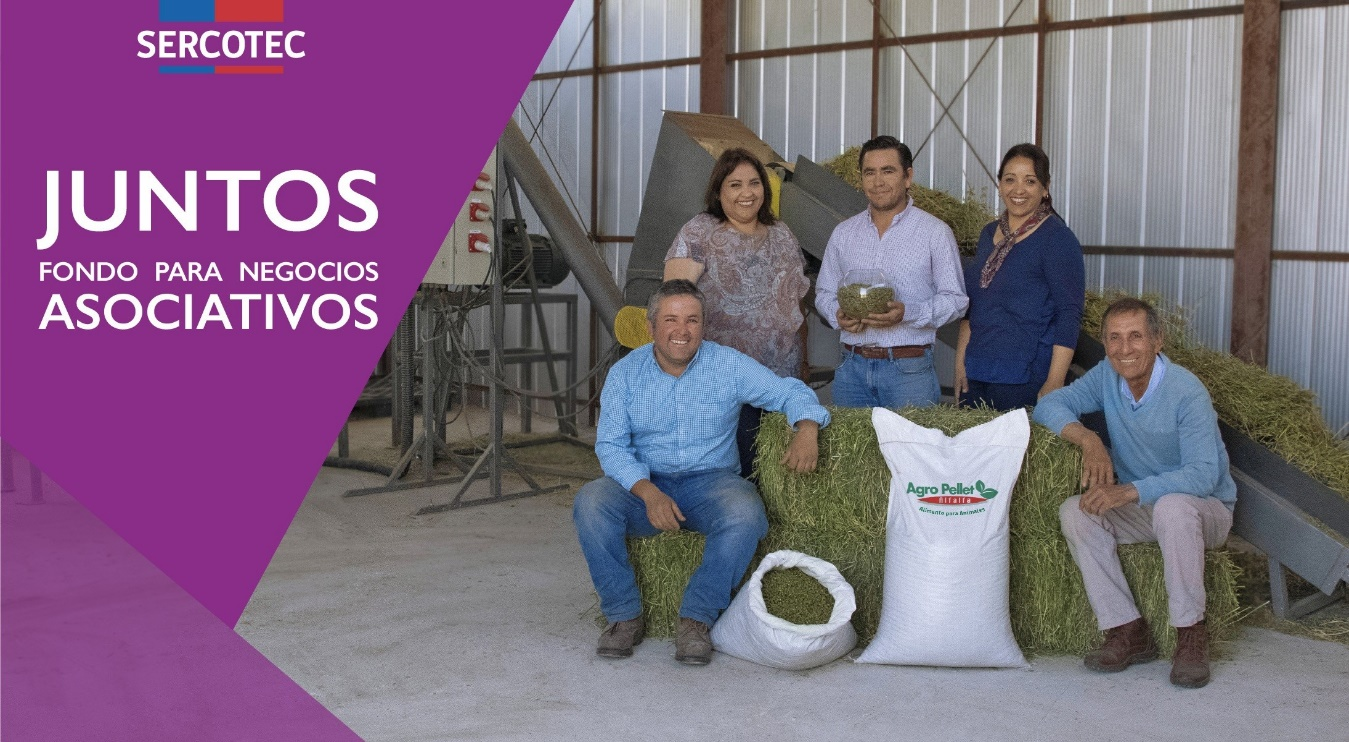 SERCOTEC
JUNTOS
FONDO PARA NEGOCIOS
ASOCIATIVOS
Agro Pellet
Alfalfa
Alimento para Animales